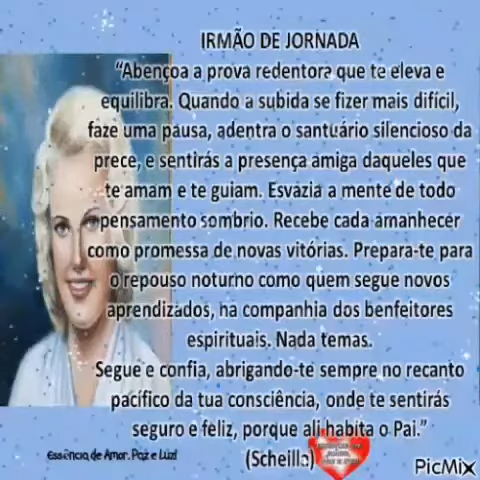 IRMÃO DE JORNADA
“Abençoa a prova redentora que te eleva e
equilibra. Quando a subida se fizer mais difícil,
faze uma pausa, adentra o santuário silencioso da
prece, e sentirás a presença amiga daqueles que
te amam e te guiam. Esvazia a mente de todo
pensamento sombrio. Recebe cada amanhecer
como promessa de novas vitórias. Prepara-te para
o repouso noturno como quem segue novos
aprendizados, na companhia dos benfeitores
espirituais. Nada temas.
Segue e confia, abrigando-te sempre no recanto
pacífico da tua consciência, onde te sentirás
seguro e feliz, porque ali habita o Pai.”
(Scheilla)
Essência de Amor, Paz e Luz!
PicMix